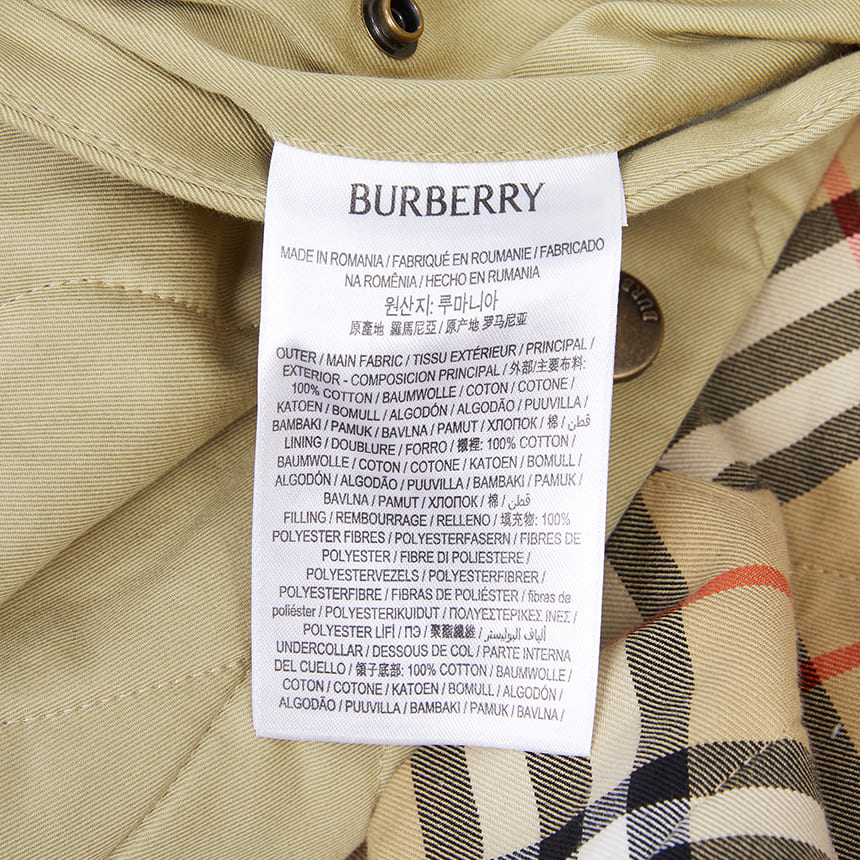 BURBERRY
MADE IN ROMANIA / FABRIQUÉ EN ROUMANIE / FABRICADO
NA ROMÊNIA / HECHO EN RUMANIA
원산지: 루마니아
原產地 羅馬尼亞 / 原产地 罗马尼亚
OUTER / MAIN FABRIC / TISSU EXTÉRIEUR / PRINCIPAL /
EXTERIOR - COMPOSICION PRINCIPAL / 外部/主要布料:
100% COTTON / BAUMWOLLE / COTON / COTONE /
KATOEN / BOMULL / ALGODÓN / ALGODÃO / PUUVILLA /
BAMBAKI / PAMUK / BAVLNA / PAMUT / ХЛОПОК / 棉 / قطن /
LINING / DOUBLURE / FORRO / 襯裡: 100% COTTON /
BAUMWOLLE / COTON / COTONE / KATOEN / BOMULL /
ALGODÓN / ALGODÃO / PUUVILLA / BAMBAKI / PAMUK /
BAVLNA / PAMUT / ХЛОПОК / 棉 / قطن /
FILLING / REMBOURRAGE / RELLENO / 填充物: 100%
POLYESTER FIBRES / POLYESTERFASERN / FIBRES DE
POLYESTER / FIBRE DI POLIESTERE /
POLYESTERVEZELS / POLYESTERFIBRER /
POLYESTERFIBRE / FIBRAS DE POLIÉSTER / fibras de
poliéster / POLYESTERIKUIDUT / ΠΟΛΥΕΣΤΕΡΙΚΕΣ ΙΝΕΣ /
POLYESTER LİFİ / ПЭ / 聚酯纖維 / ألياف البوليستر /
UNDERCOLLAR / DESSOUS DE COL / PARTE INTERNA
DEL CUELLO / 領子底部: 100% COTTON / BAUMWOLLE /
COTON / COTONE / KATOEN / BOMULL / ALGODÓN /
ALGODÃO / PUUVILLA / BAMBAKI / PAMUK / BAVLNA /